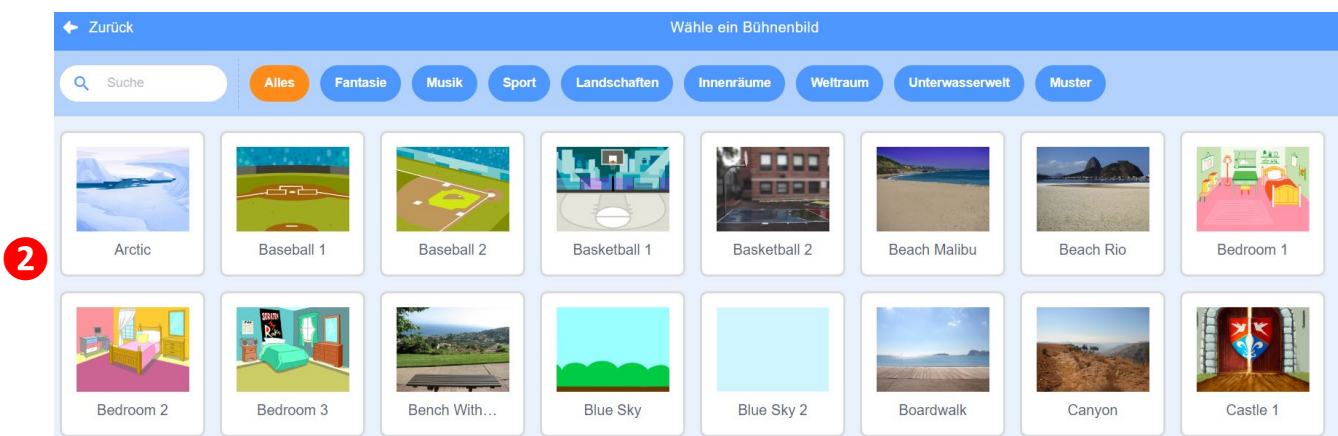 Zurück
Wähle ein Bühnenbild
Suche
Alles Fantasie Musik Sport Landschaften Innenräume Weltraum Unterwasserwelt Muster
2
Arctic Baseball 1 Baseball 2 Basketball 1 Basketball 2 Beach Malibu Beach Rio Bedroom 1
Bedroom 2 Bedroom 3 Bench With... Blue Sky Blue Sky 2 Boardwalk Canyon Castle 1